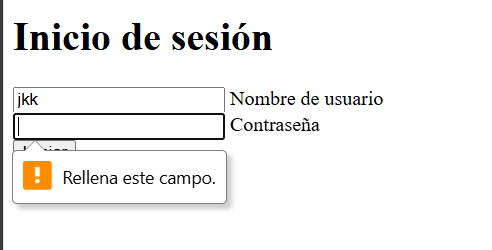 Inicio de sesión
jkk Nombre de usuario
Contraseña
Rellena este campo.